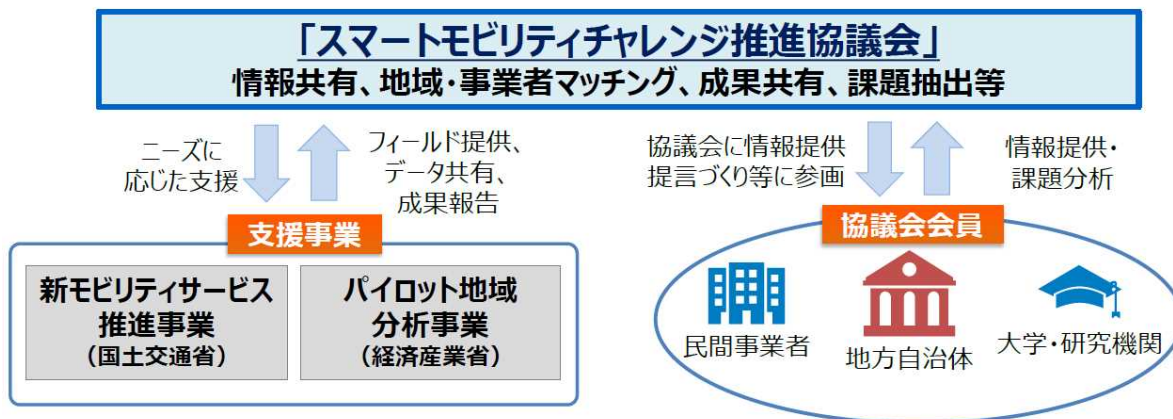 「スマートモビリティチャレンジ推進協議会」
情報共有、地域・事業者マッチング、成果共有、課題抽出等
ニーズに
応じた支援
フィールド提供、
データ共有、
成果報告
協議会に情報提供
提言づくり等に参画
情報提供・
課題分析
支援事業
新モビリティサービス
推進事業
（国土交通省）
パイロット地域
分析事業
（経済産業省）
協議会会員
民間事業者
地方自治体
大学・研究機関